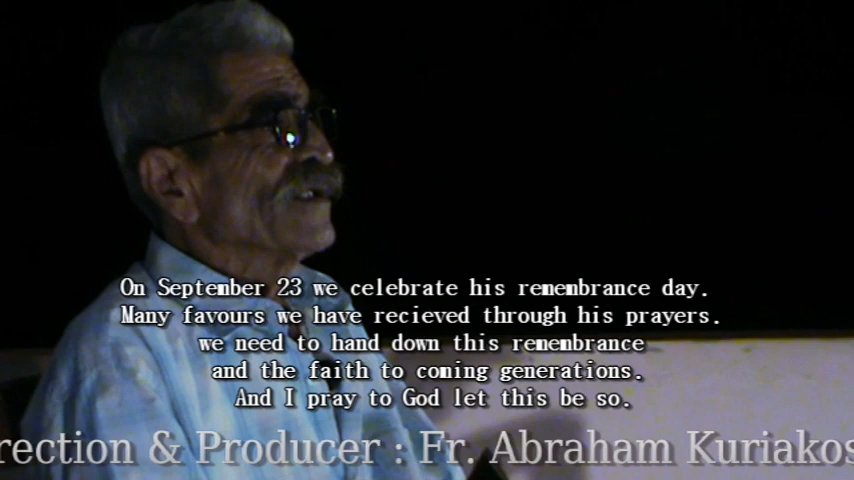 On September 23 we celebrate his remembrance day.
Many favours we have recieved through his prayers.
we need to hand down this remembrance
and the faith to coming generations.
And I pray to God let this be so.
rection & Producer : Fr. Abraham Kuriakos